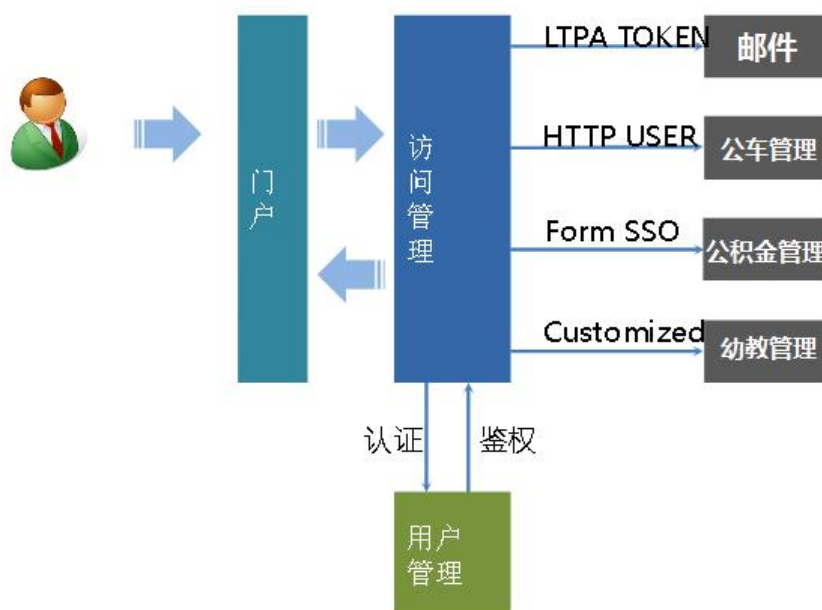 LTPA TOKEN
邮件
HTTP USER
公车管理
门户
访问管理
Form SSO
公积金管理
Customized
幼教管理
认证
鉴权
用户
管理